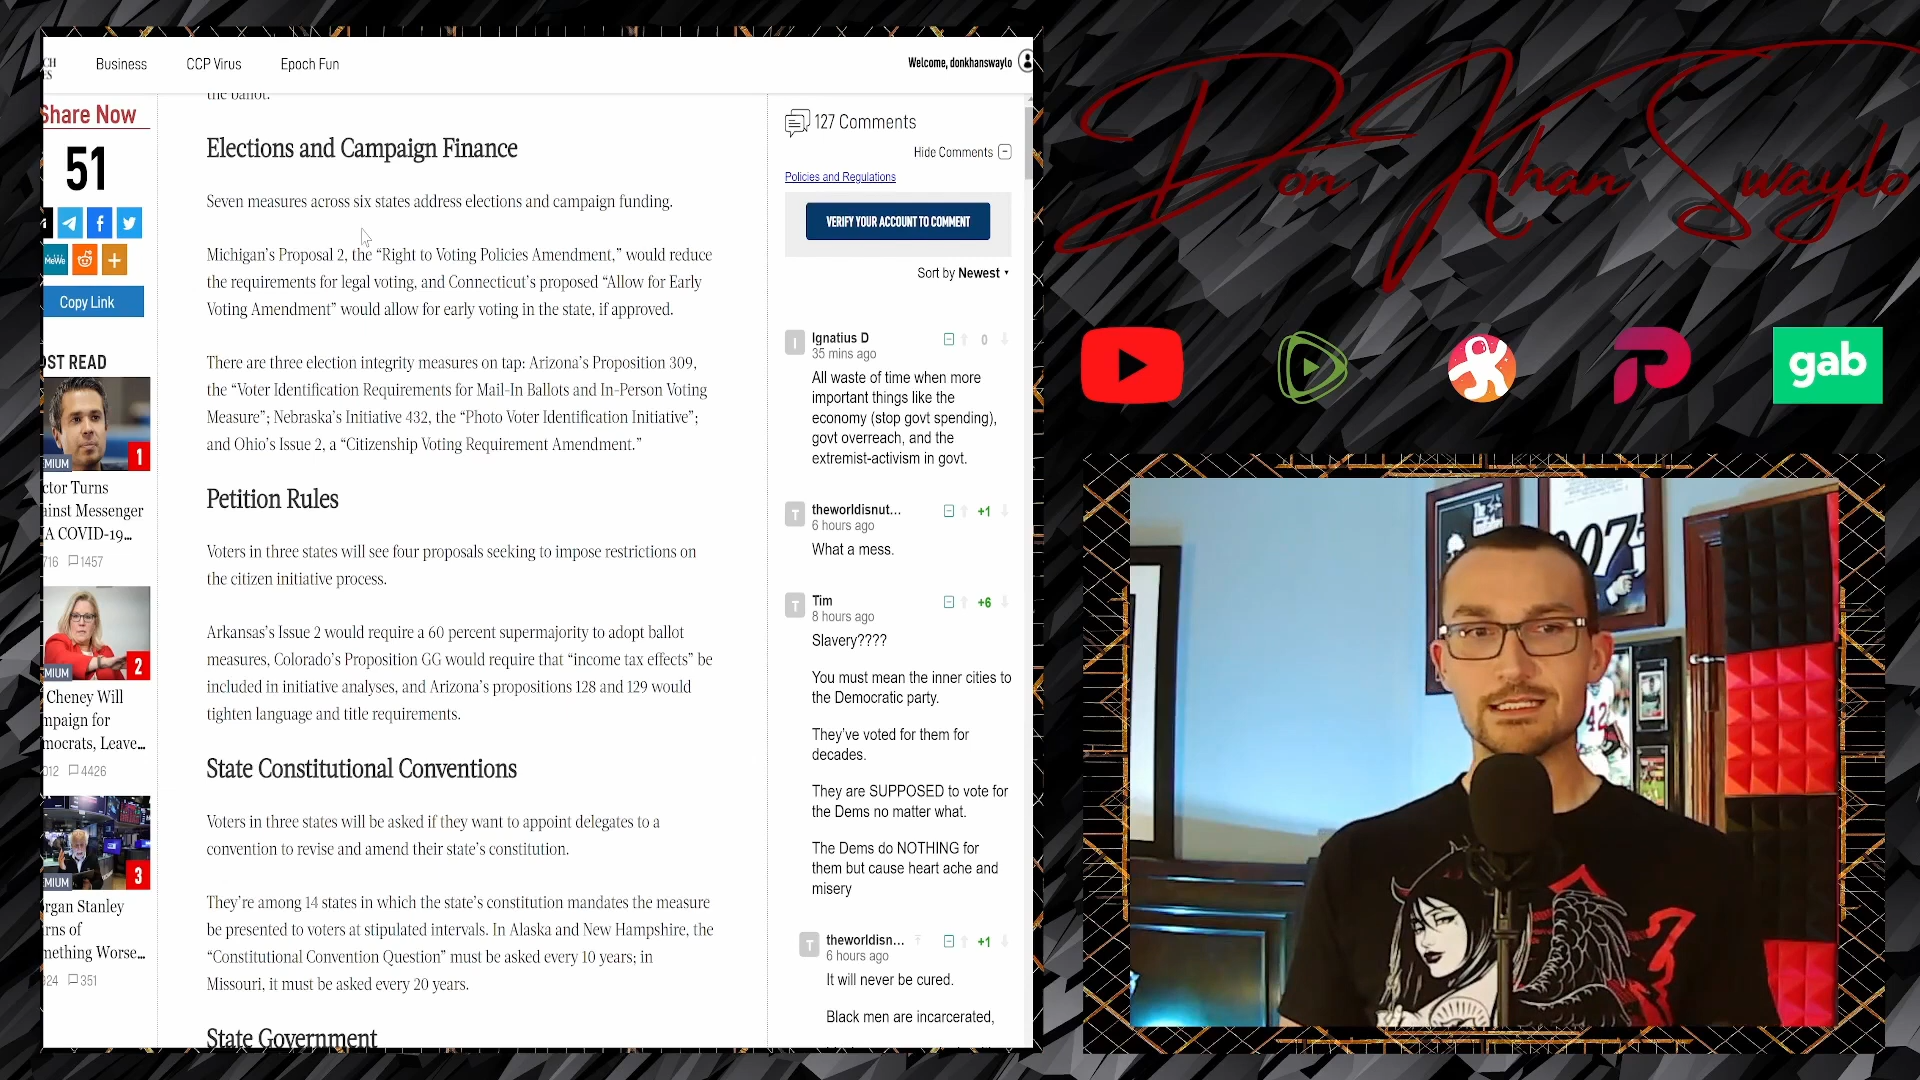 Business CCP Virus Epoch Fun
Welcome, donkhanswaylo
Share Now
51
MeWe
Copy Link
OST READ
1
ctor Turns
ainst Messenger
A COVID-19...
716 1457
2
Cheney Will
mpaign for
mocrats, Leave...
012 4426
3
rgan Stanley
rns of
mething Worse...
324 351
the ballot.
Elections and Campaign Finance
Seven measures across six states address elections and campaign funding.
Michigan’s Proposal 2, the “Right to Voting Policies Amendment,” would reduce
the requirements for legal voting, and Connecticut’s proposed “Allow for Early
Voting Amendment” would allow for early voting in the state, if approved.
There are three election integrity measures on tap: Arizona’s Proposition 309,
the “Voter Identification Requirements for Mail-In Ballots and In-Person Voting
Measure”; Nebraska’s Initiative 432, the “Photo Voter Identification Initiative”;
and Ohio’s Issue 2, a “Citizenship Voting Requirement Amendment.”
Petition Rules
Voters in three states will see four proposals seeking to impose restrictions on
the citizen initiative process.
Arkansas’s Issue 2 would require a 60 percent supermajority to adopt ballot
measures, Colorado’s Proposition GG would require that “income tax effects” be
included in initiative analyses, and Arizona’s propositions 128 and 129 would
tighten language and title requirements.
State Constitutional Conventions
Voters in three states will be asked if they want to appoint delegates to a
convention to revise and amend their state’s constitution.
They’re among 14 states in which the state’s constitution mandates the measure
be presented to voters at stipulated intervals. In Alaska and New Hampshire, the
“Constitutional Convention Question” must be asked every 10 years; in
Missouri, it must be asked every 20 years.
State Government
127 Comments
Hide Comments
Policies and Regulations
VERIFY YOUR ACCOUNT TO COMMENT
Sort by Newest
I Ignatius D 0
35 mins ago
All waste of time when more
important things like the
economy (stop govt spending),
govt overreach, and the
extremist-activism in govt.
T theworldisnut... +1
6 hours ago
What a mess.
T Tim +6
8 hours ago
Slavery????
You must mean the inner cities to
the Democratic party.
They’ve voted for them for
decades.
They are SUPPOSED to vote for
the Dems no matter what.
The Dems do NOTHING for
them but cause heart ache and
misery
T theworldisn... +1
6 hours ago
It will never be cured.
Black men are incarcerated,
Don Khan Swaylo
gab
007
42